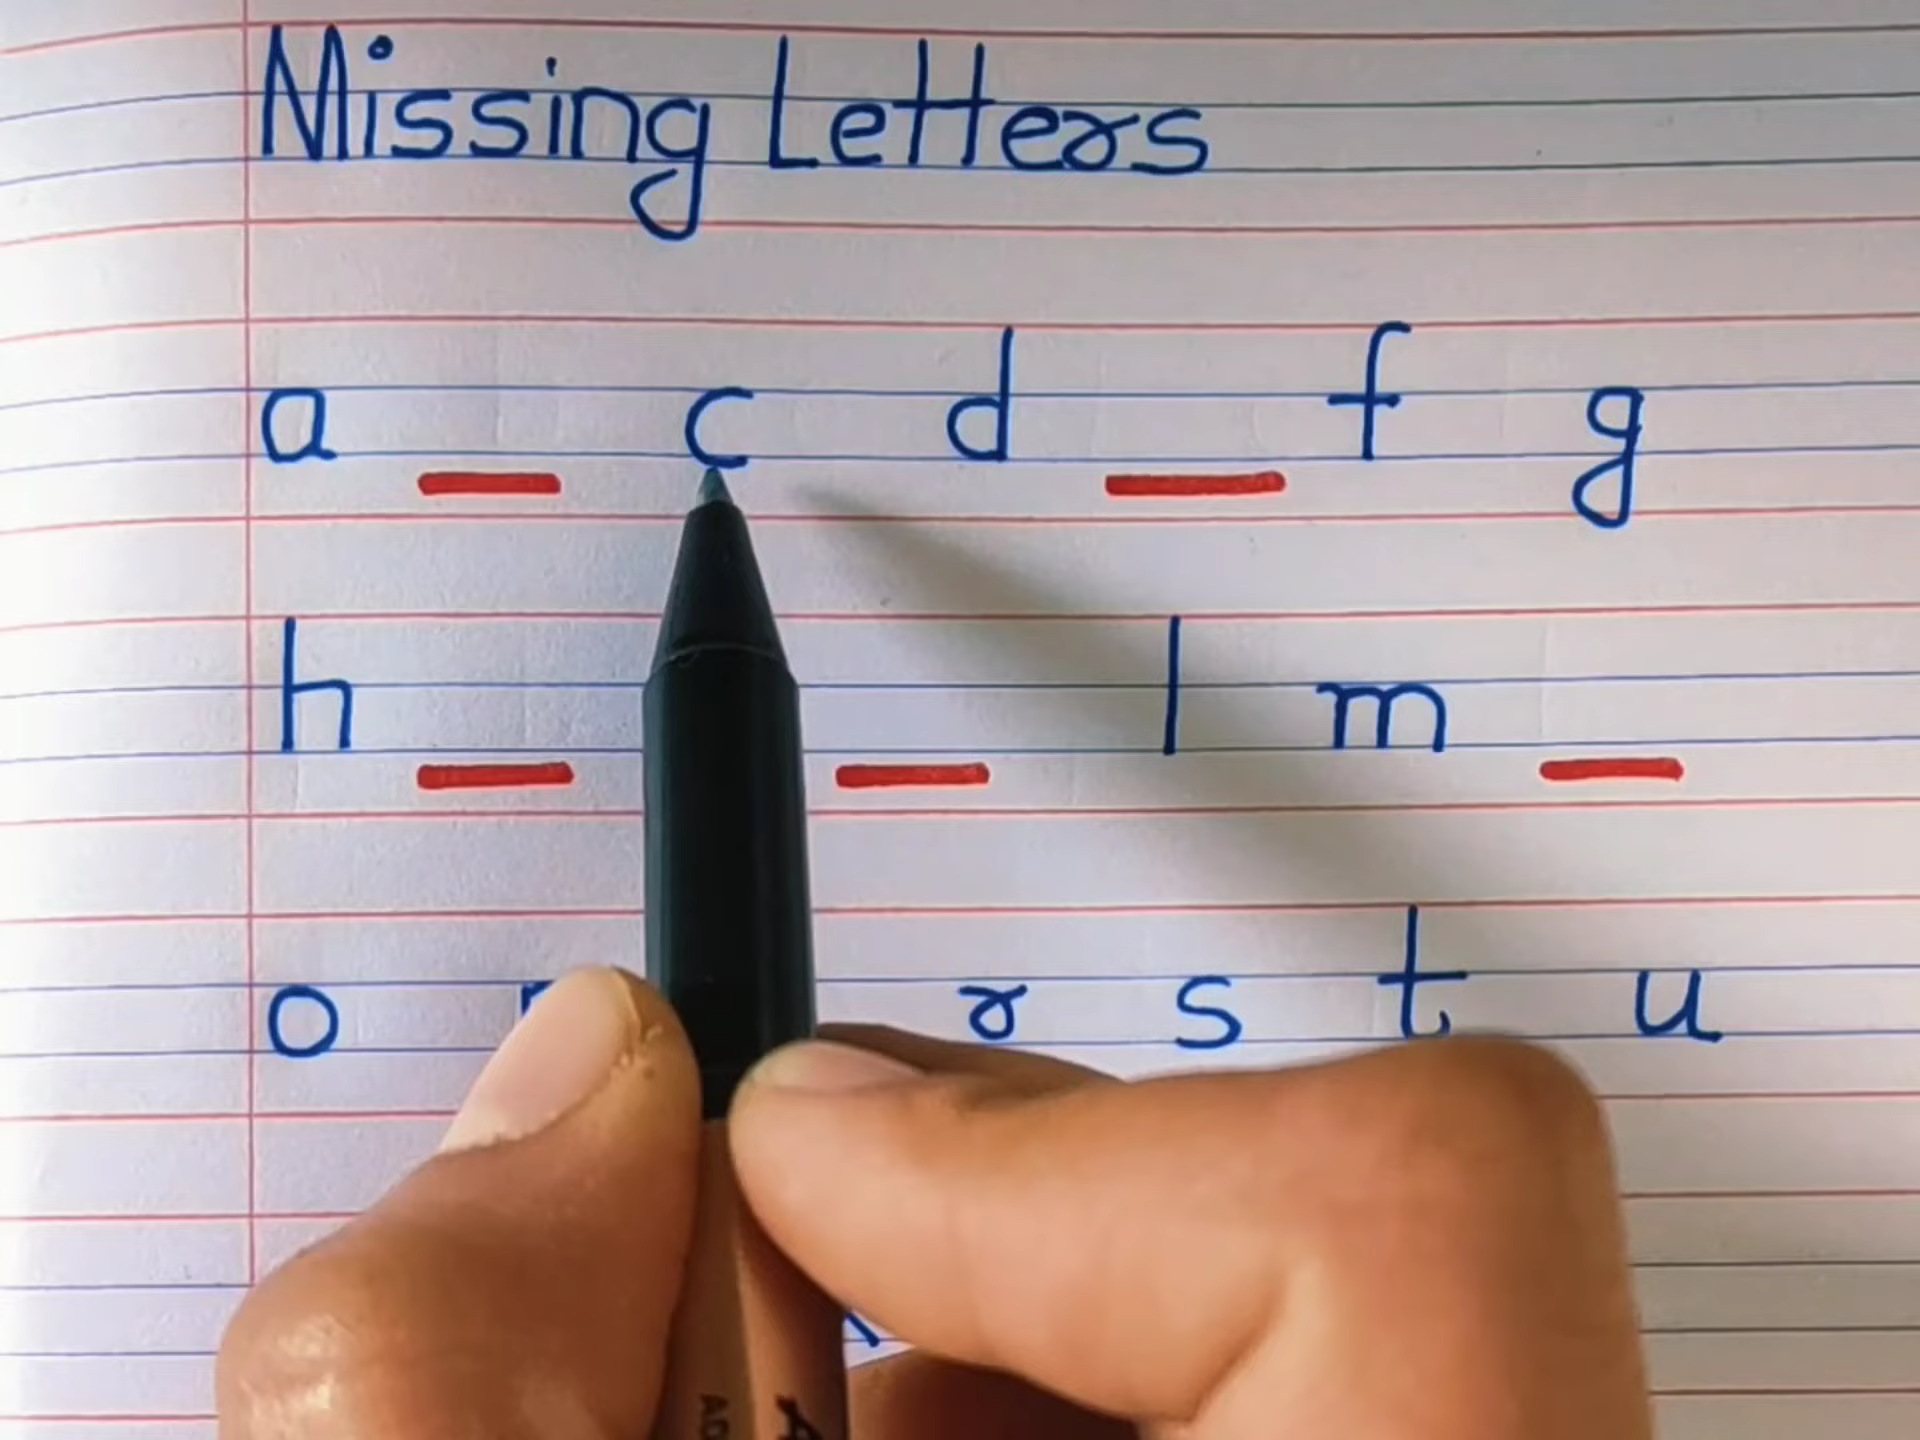 Missing Letters
a _ c d _ f g
h _ _ l m _
o r s t u